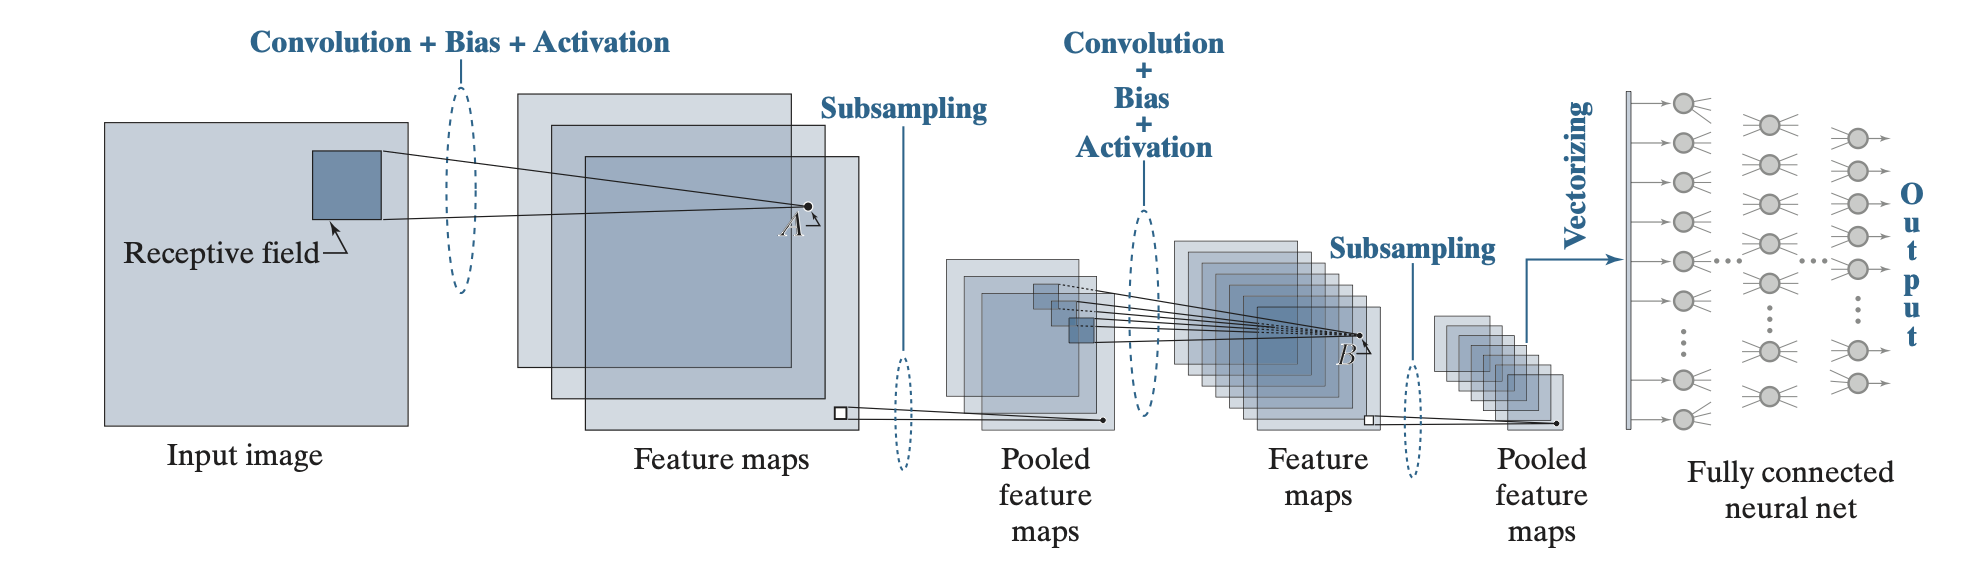 Convolution + Bias + Activation
Receptive field
Input image
A
Feature maps
Subsampling
Pooled
feature
maps
Convolution
+
Bias
+
Activation
B
Feature
maps
Subsampling
Pooled
feature
maps
Vectorizing
Fully connected
neural net
Output